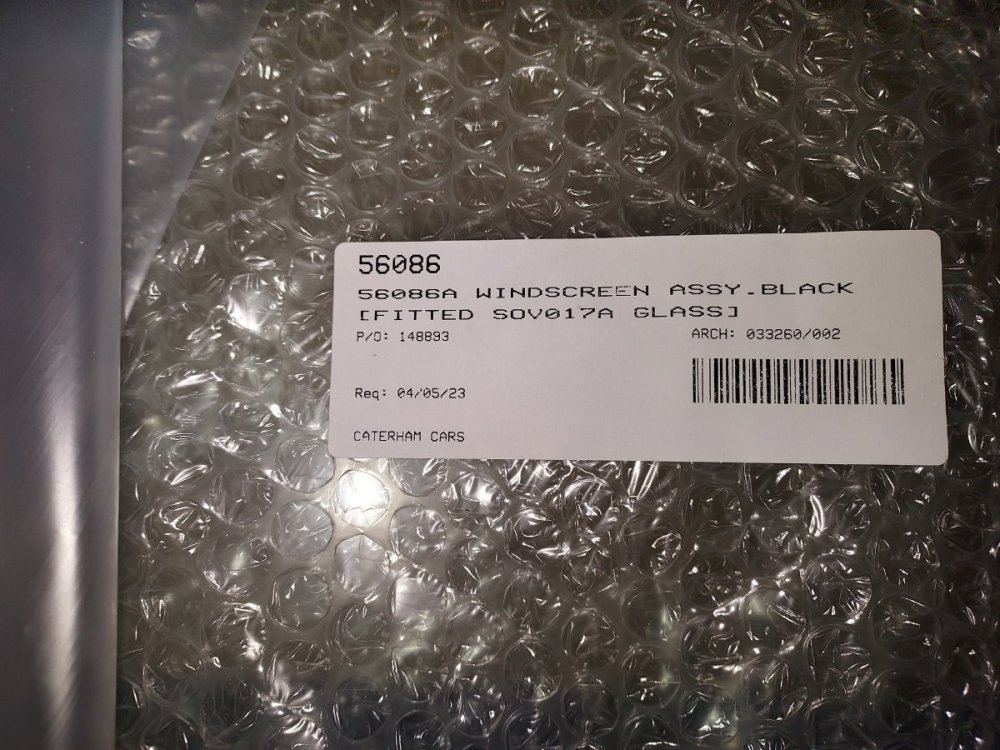 56086
56086A WINDSCREEN ASSY.BLACK
[FITTED SOV017A GLASS]
P/O: 148893
ARCH: 033260/002
Req: 04/05/23
CATERHAM CARS